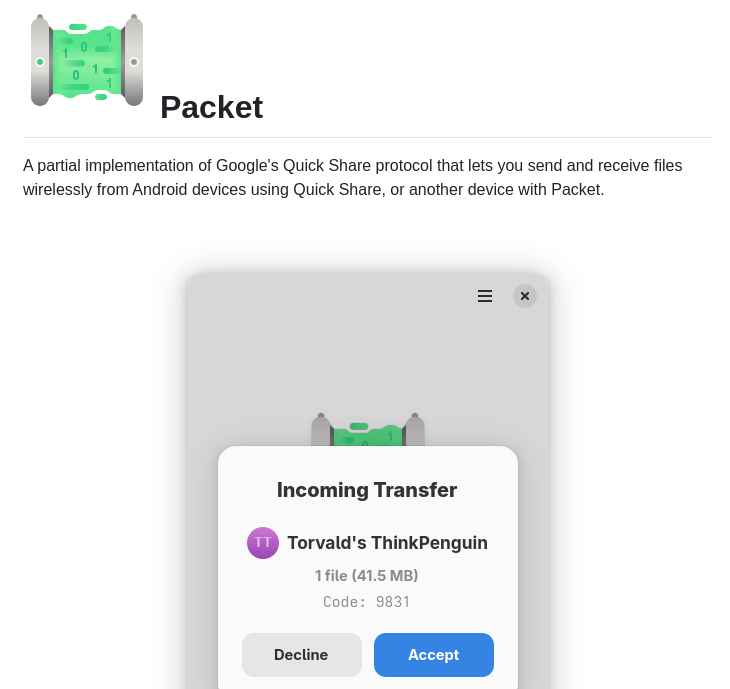 Packet
A partial implementation of Google's Quick Share protocol that lets you send and receive files
wirelessly from Android devices using Quick Share, or another device with Packet.
Incoming Transfer
TT Torvald's ThinkPenguin
1 file (41.5 MB)
Code: 9831
Decline Accept